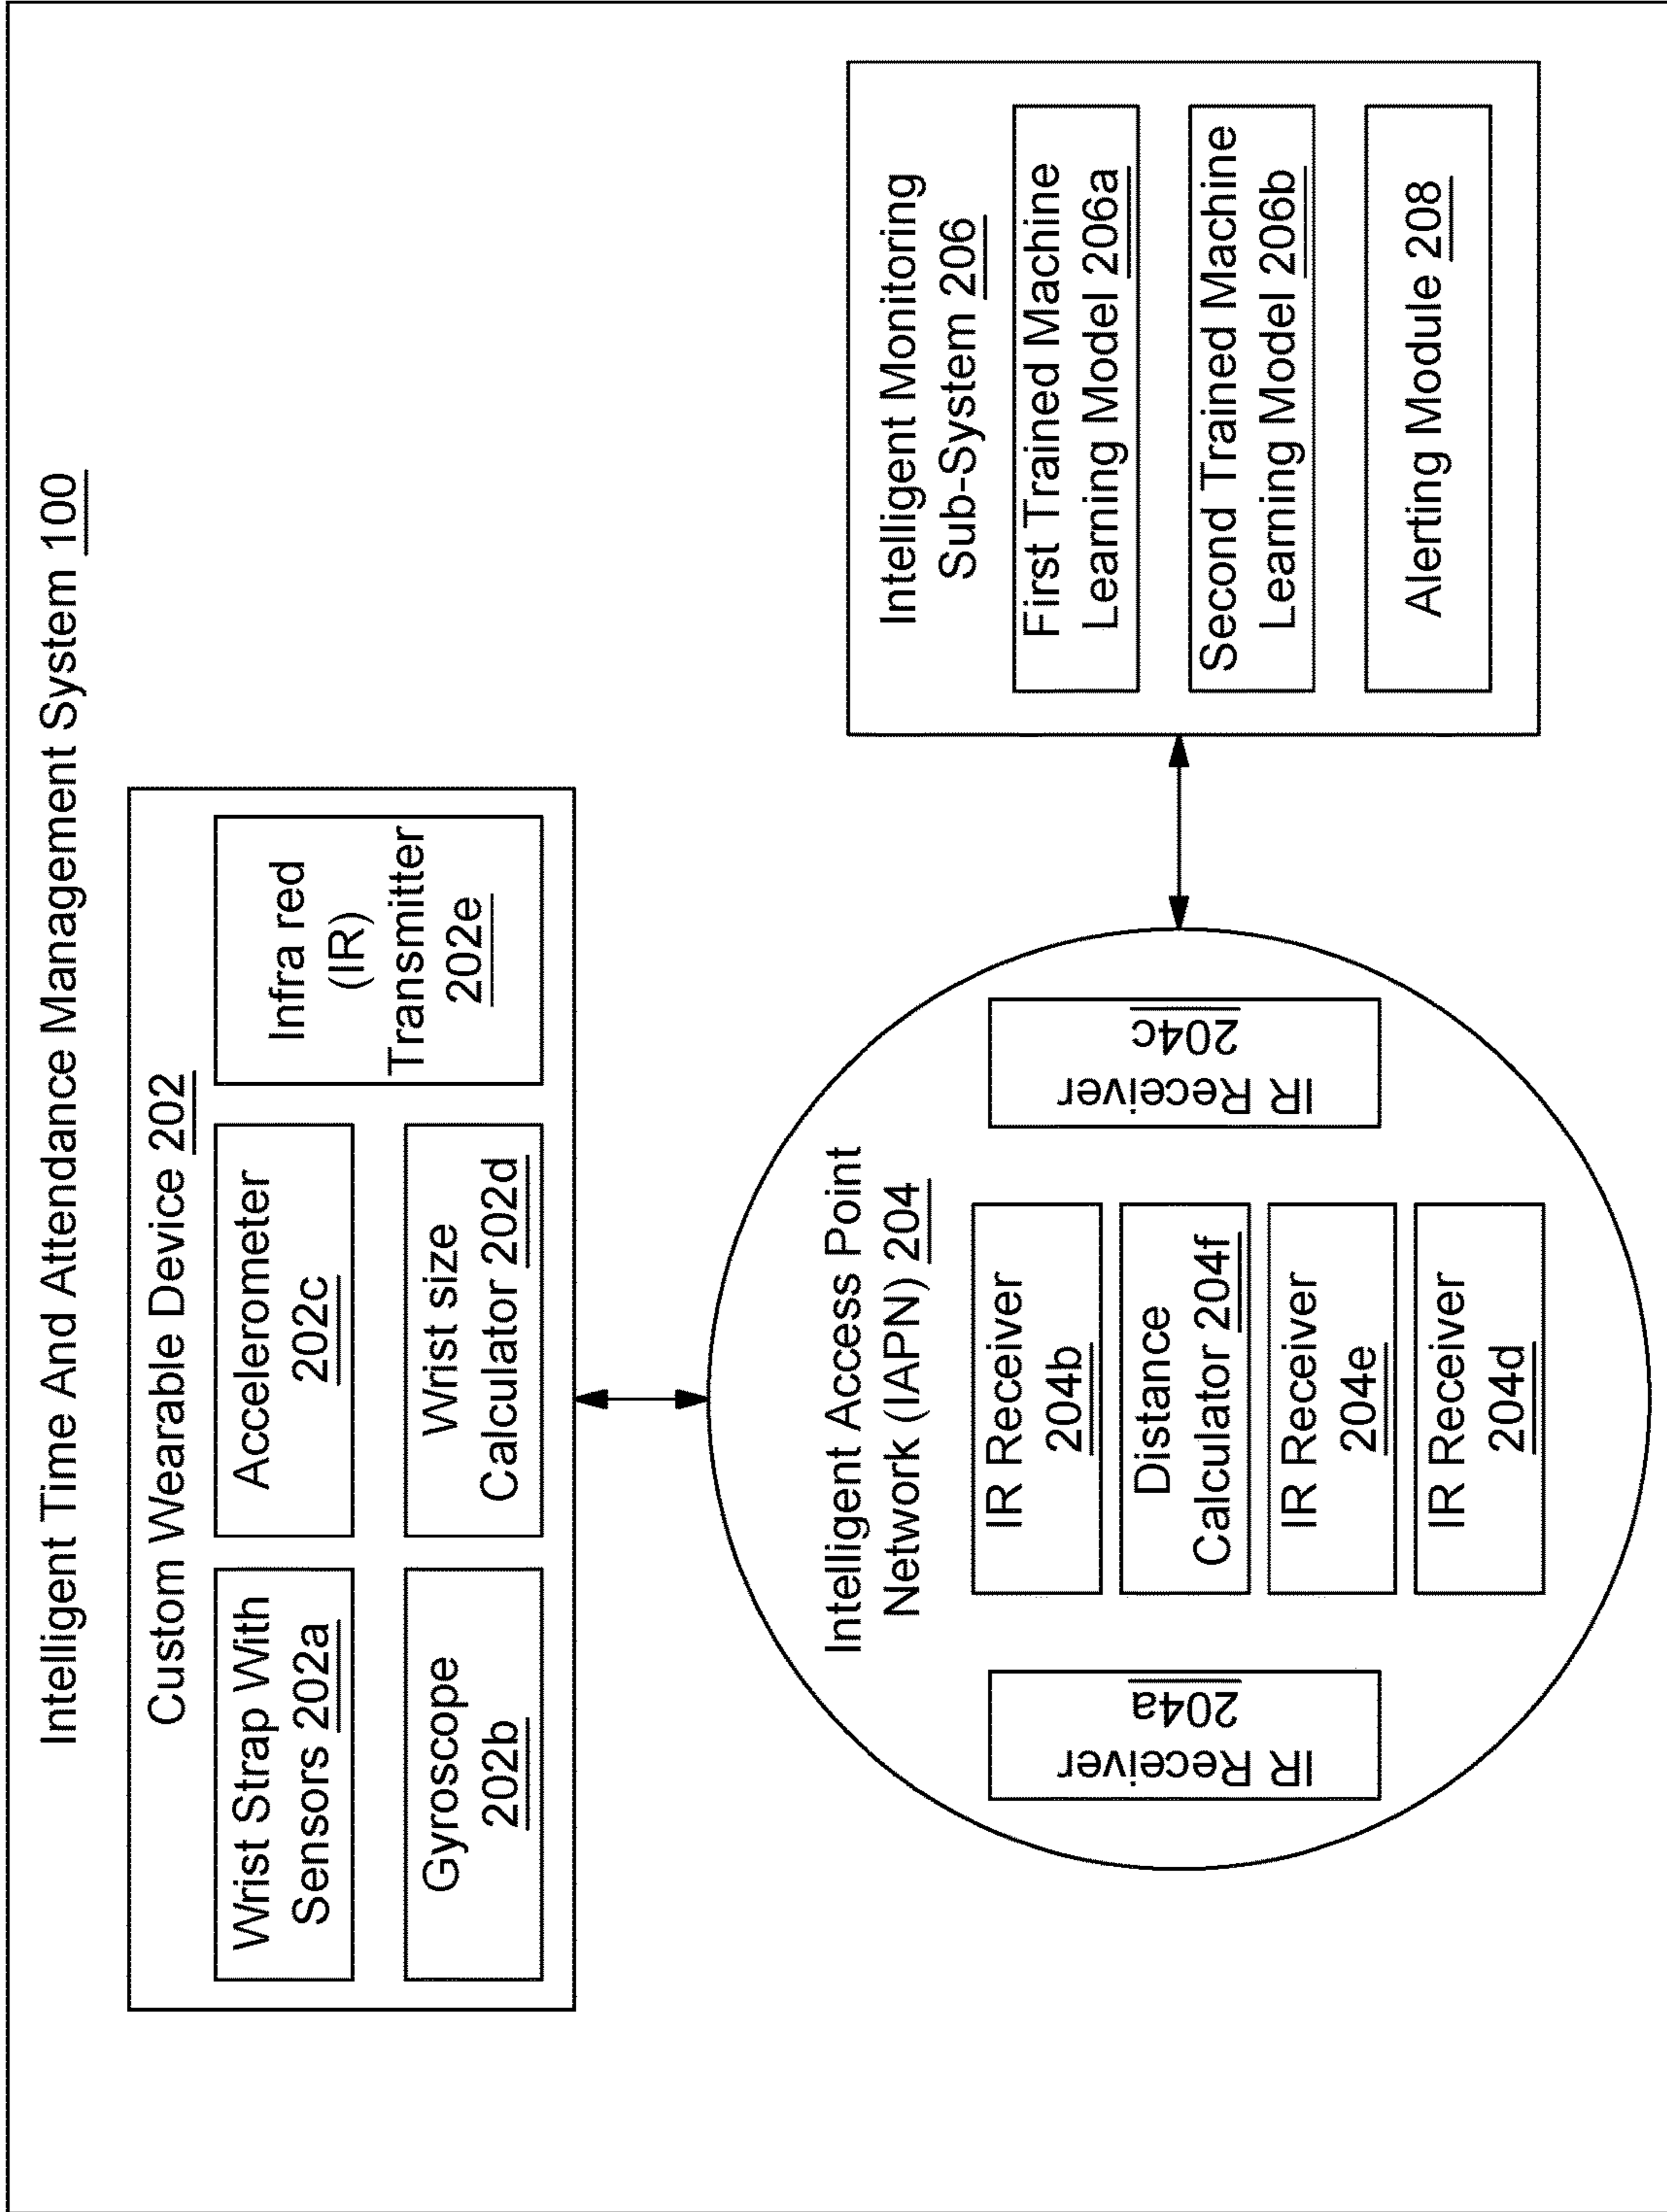 Intelligent Time And Attendance Management System 100
Custom Wearable Device 202
Wrist Strap With
Sensors 202a
Accelerometer
202c
Infra red
(IR)
Transmitter
202e
Gyroscope
202b
Wrist size
Calculator 202d
Intelligent Access Point
Network (IAPN) 204
IR Receiver
204a
IR Receiver
204b
Distance
Calculator 204f
IR Receiver
204e
IR Receiver
204d
IR Receiver
204c
Intelligent Monitoring
Sub-System 206
First Trained Machine
Learning Model 206a
Second Trained Machine
Learning Model 206b
Alerting Module 208